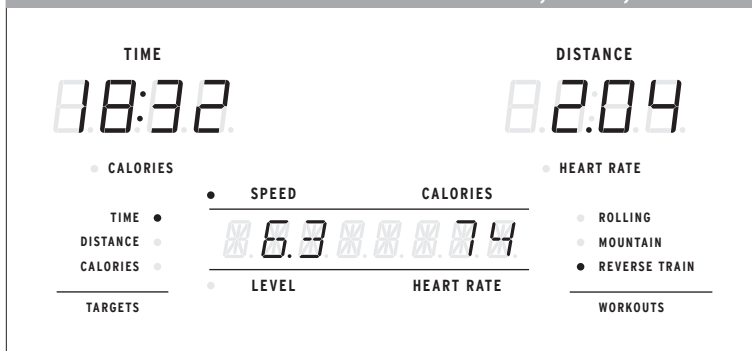 TIME
DISTANCE
18:32
2.04
CALORIES
HEART RATE
SPEED
CALORIES
TIME
DISTANCE
CALORIES
6.3
74
ROLLING
MOUNTAIN
REVERSE TRAIN
LEVEL
HEART RATE
TARGETS
WORKOUTS